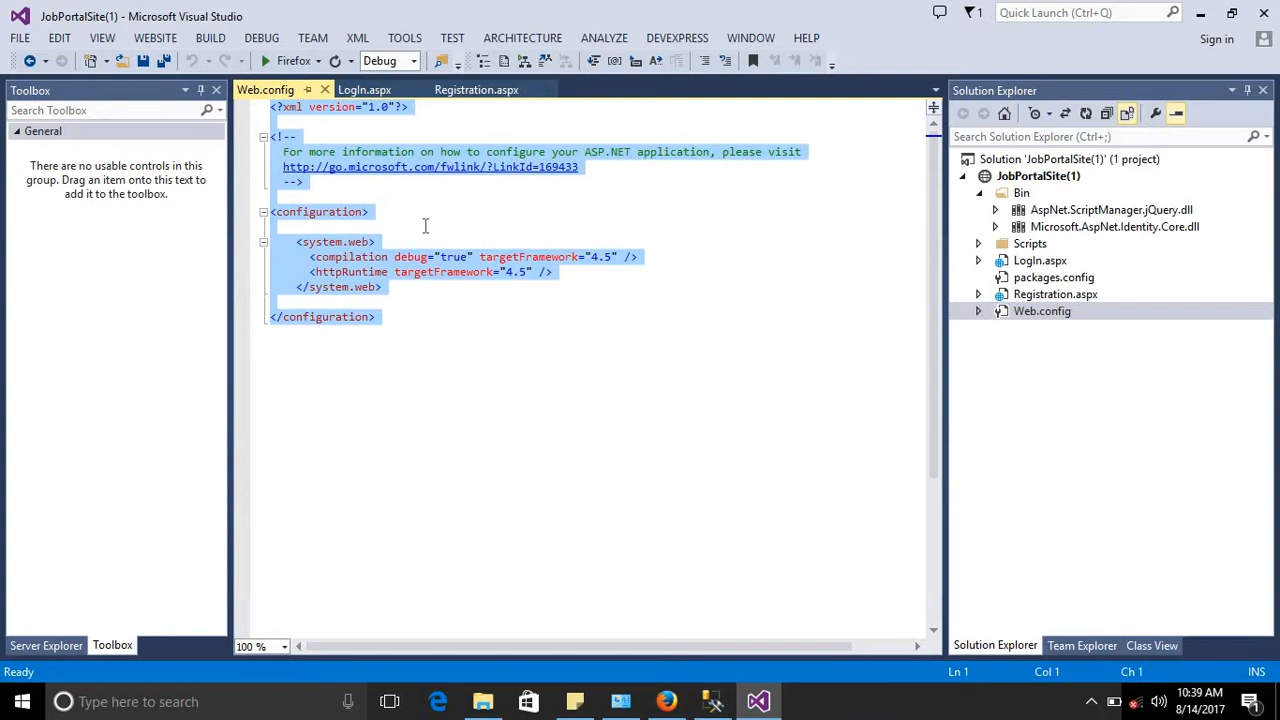 JobPortalSite(1) - Microsoft Visual Studio
1
Quick Launch (Ctrl+Q)
FILE EDIT VIEW WEBSITE BUILD DEBUG TEAM XML TOOLS TEST ARCHITECTURE ANALYZE DEVEXPRESS WINDOW HELP
Sign in
Firefox Debug
Toolbox
Search Toolbox
General
There are no usable controls in this
group. Drag an item onto this text to
add it to the toolbox.
Server Explorer Toolbox
Web.config LogIn.aspx Registration.aspx
<?xml version="1.0"?>
<!--
For more information on how to configure your ASP.NET application, please visit
http://go.microsoft.com/fwlink/?LinkId=169433
-->
<configuration>
<system.web>
<compilation debug="true" targetFramework="4.5" />
<httpRuntime targetFramework="4.5" />
</system.web>
</configuration>
100 %
Solution Explorer
Search Solution Explorer (Ctrl+;)
Solution 'JobPortalSite(1)' (1 project)
JobPortalSite(1)
Bin
AspNet.ScriptManager.jQuery.dll
Microsoft.AspNet.Identity.Core.dll
Scripts
LogIn.aspx
packages.config
Registration.aspx
Web.config
Solution Explorer Team Explorer Class View
Ready Ln 1 Col 1 Ch 1 INS
Type here to search
10:39 AM
8/14/2017
1